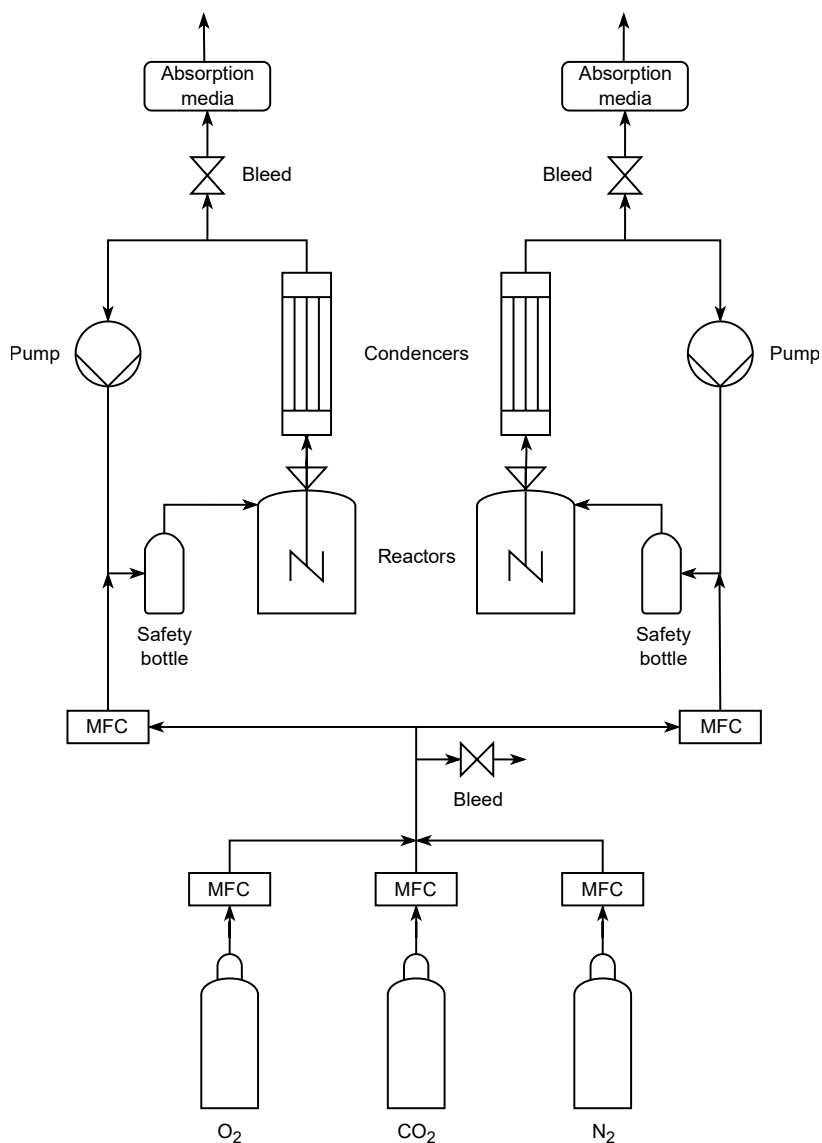 Absorption
media
Absorption
media
Bleed
Bleed
Pump
Condencers
Pump
Reactors
Safety
bottle
Safety
bottle
MFC
MFC
Bleed
MFC
MFC
MFC
O₂
CO₂
N₂